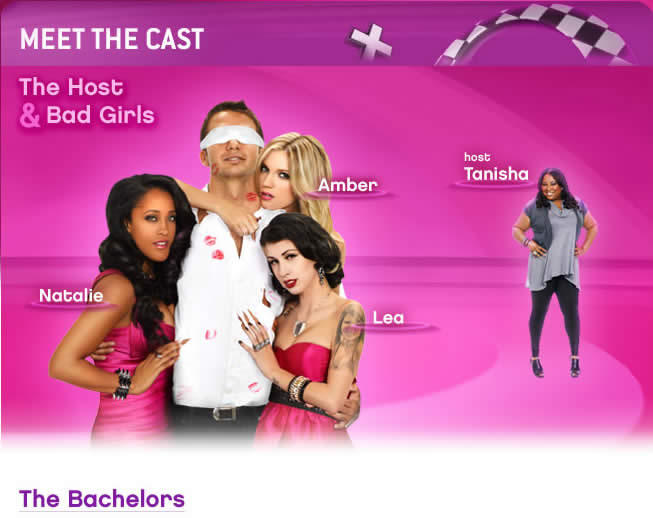 MEET THE CAST
The Host
& Bad Girls
Amber
host
Tanisha
Natalie
Lea
The Bachelors